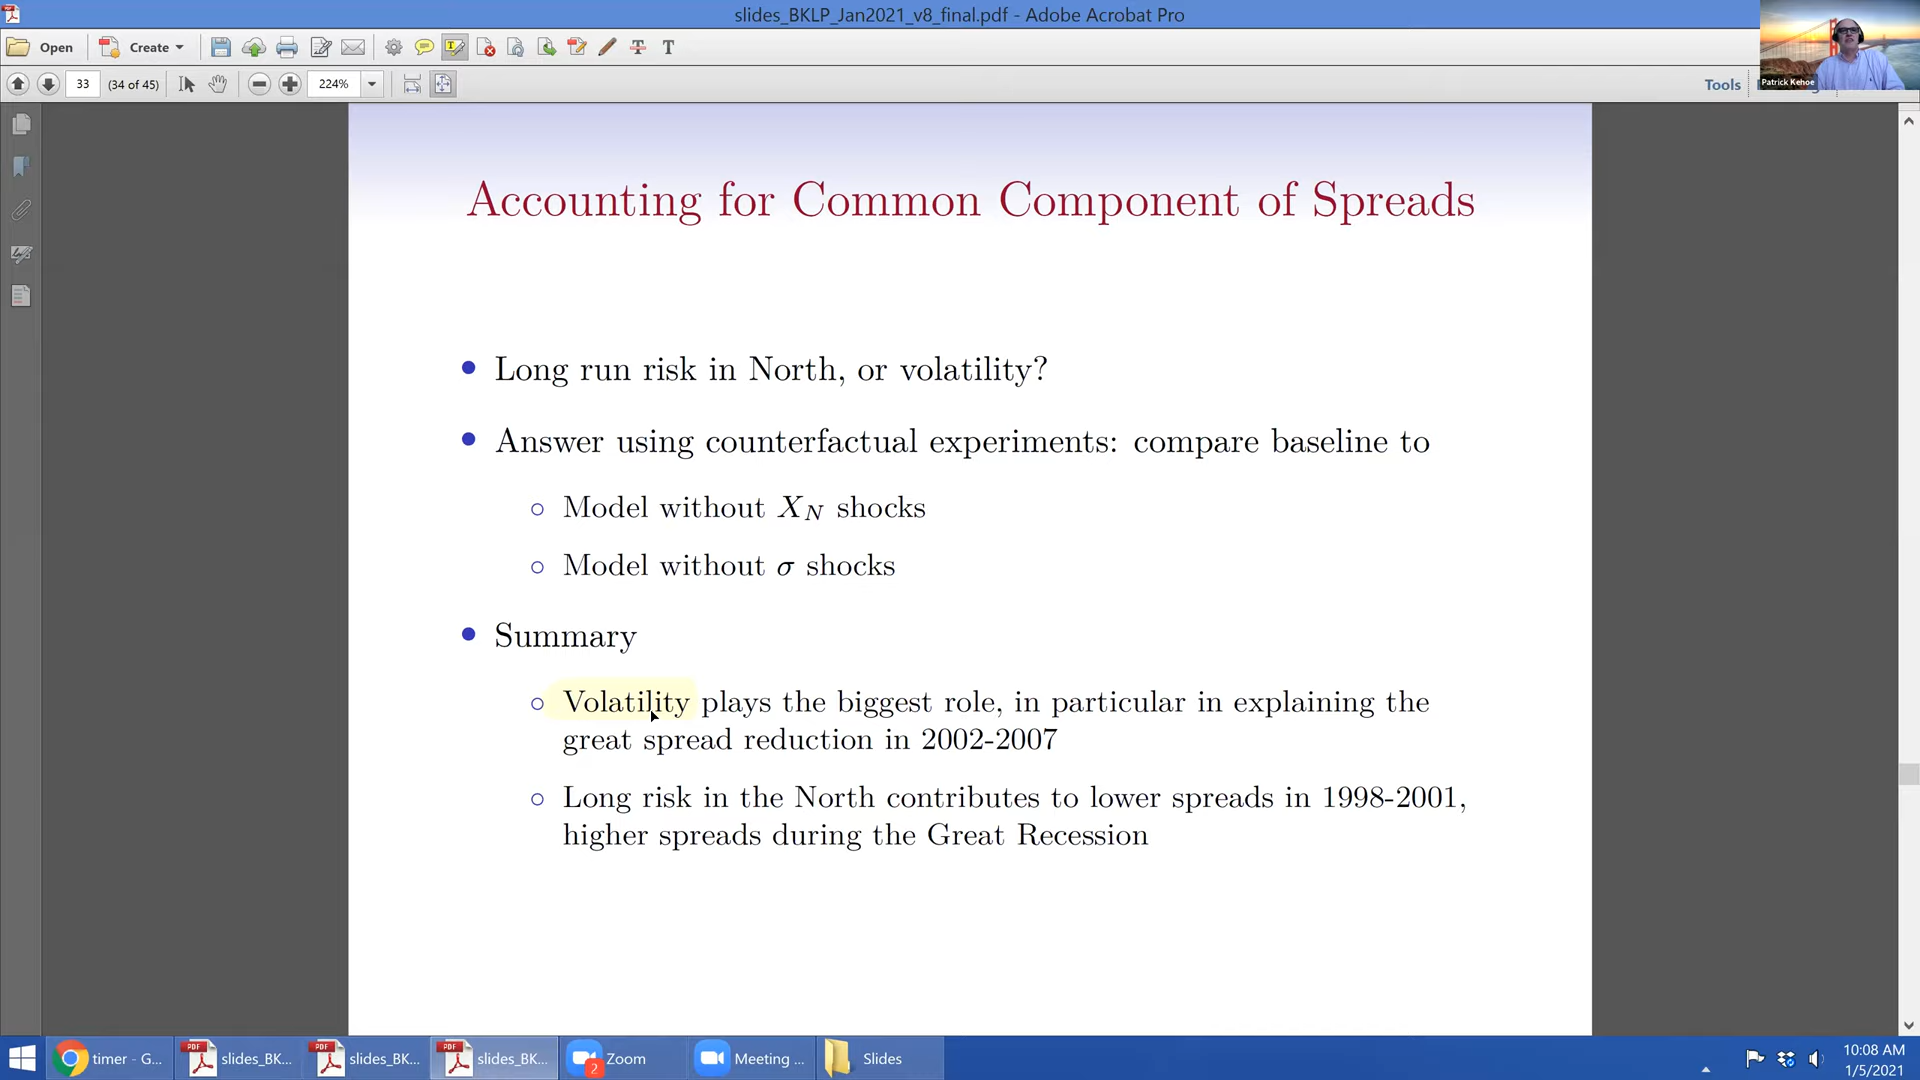 slides_BKLP_Jan2021_v8_final.pdf - Adobe Acrobat Pro
Open
Create
33
(34 of 45)
224%
Tools
Patrick Kehoe
Accounting for Common Component of Spreads
Long run risk in North, or volatility?
Answer using counterfactual experiments: compare baseline to
Model without X_N shocks
Model without σ shocks
Summary
Volatility plays the biggest role, in particular in explaining the
great spread reduction in 2002-2007
Long risk in the North contributes to lower spreads in 1998-2001,
higher spreads during the Great Recession
timer - G...
slides_BK...
slides_BK...
slides_BK...
2
Zoom
Meeting ...
Slides
10:08 AM
1/5/2021